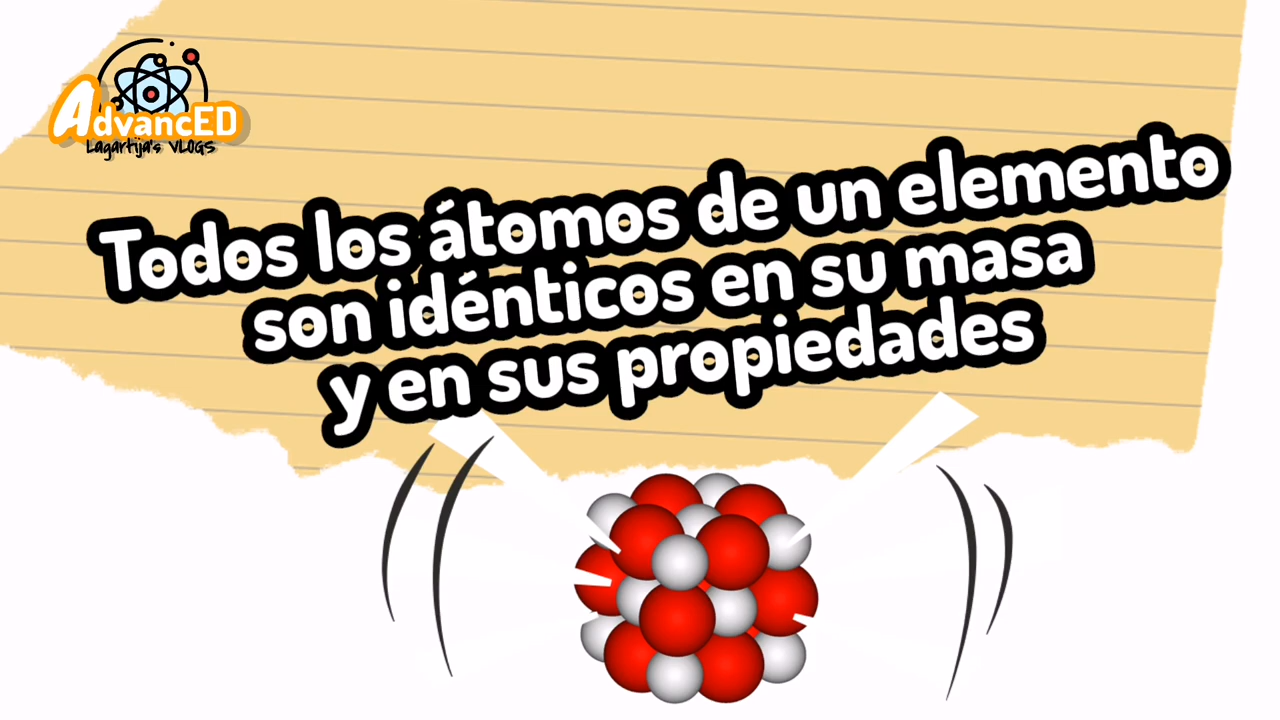 AdvancED
Lagartija's VLOGS
Todos los átomos de un elemento
son idénticos en su masa
y en sus propiedades